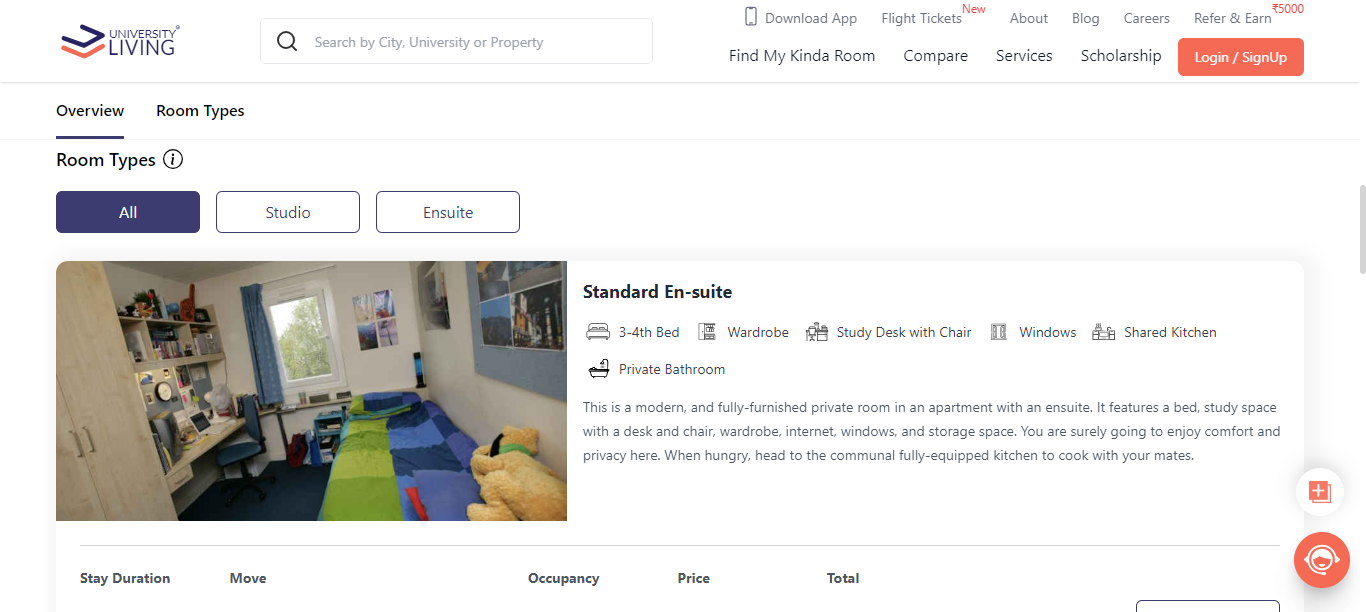 UNIVERSITY
LIVING
Search by City, University or Property
Download App
Flight Tickets
New
About
Blog
Careers
Refer & Earn
₹5000
Find My Kinda Room
Compare
Services
Scholarship
Login / SignUp
Overview
Room Types
Room Types
All
Studio
Ensuite
Standard En-suite
3-4th Bed
Wardrobe
Study Desk with Chair
Windows
Shared Kitchen
Private Bathroom
This is a modern, and fully-furnished private room in an apartment with an ensuite. It features a bed, study space
with a desk and chair, wardrobe, internet, windows, and storage space. You are surely going to enjoy comfort and
privacy here. When hungry, head to the communal fully-equipped kitchen to cook with your mates.
Stay Duration
Move
Occupancy
Price
Total